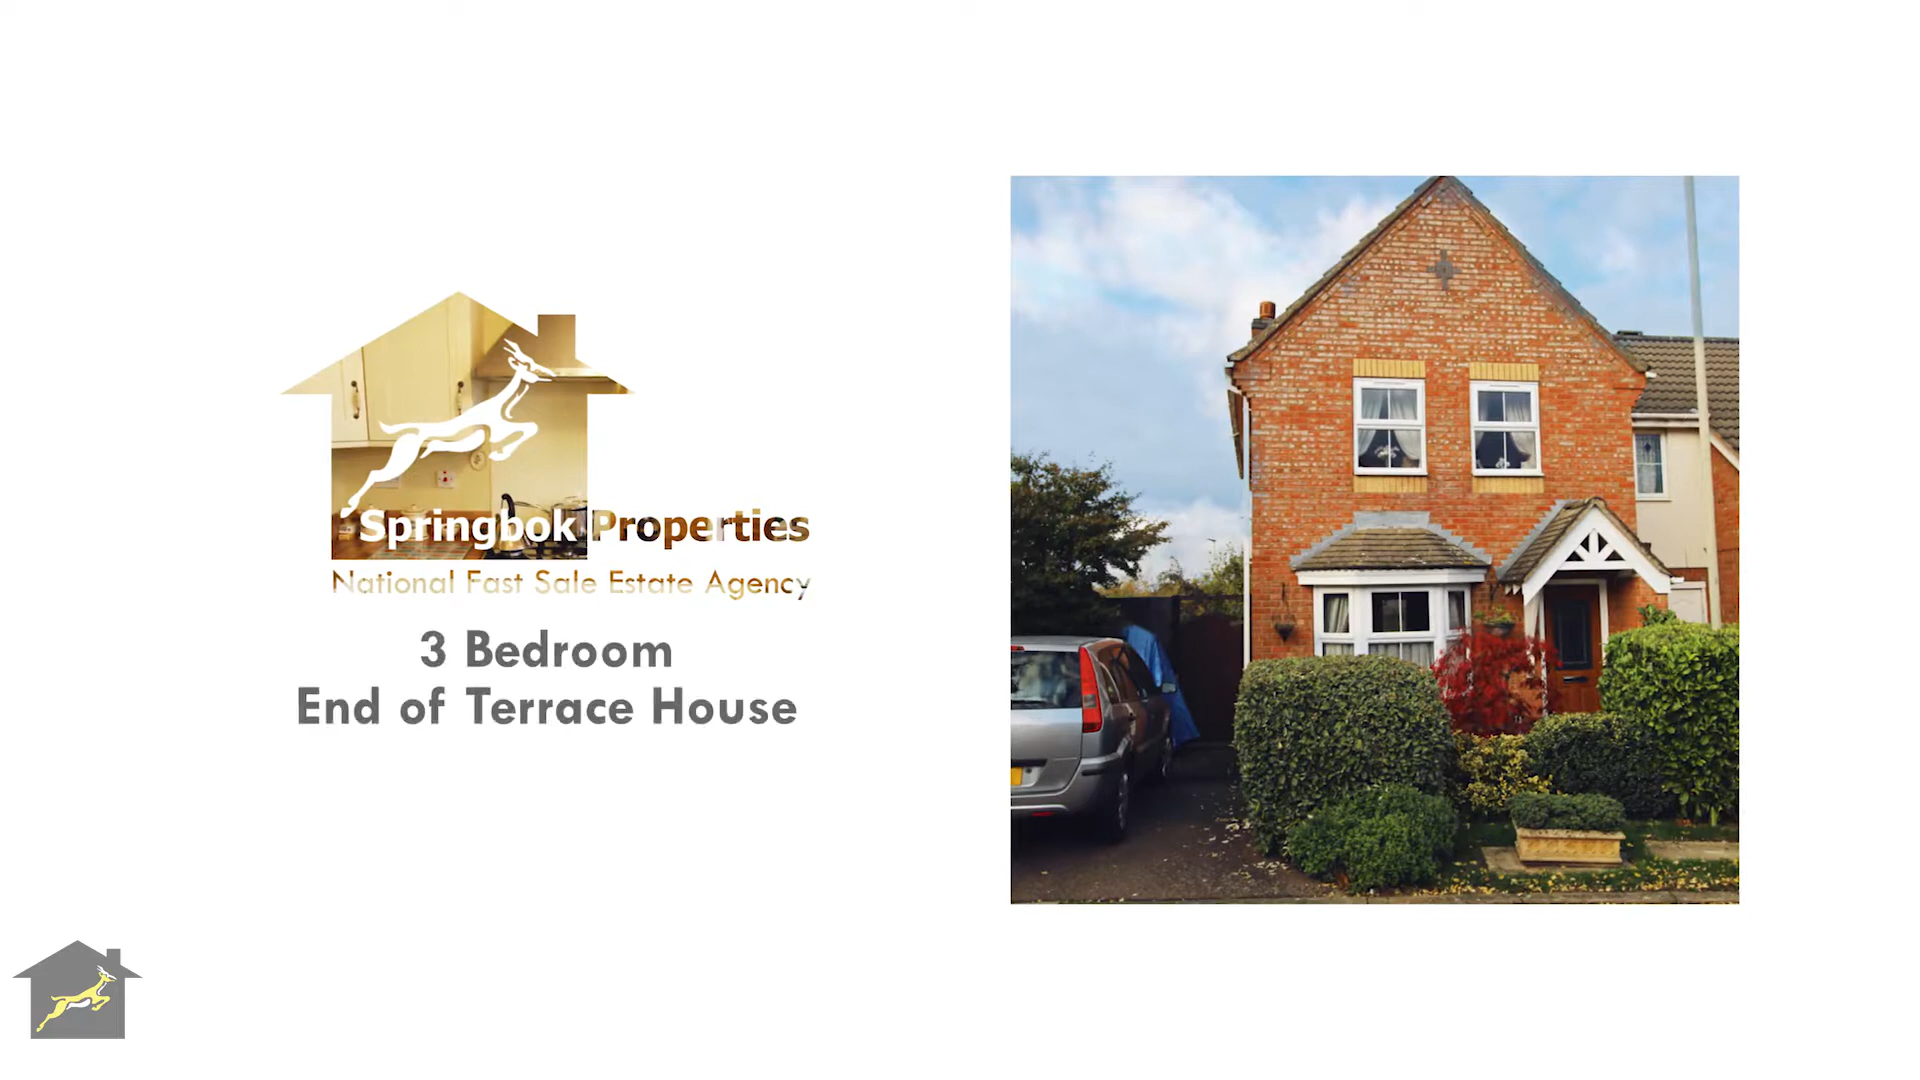 Springbok Properties
National Fast Sale Estate Agency
3 Bedroom
End of Terrace House